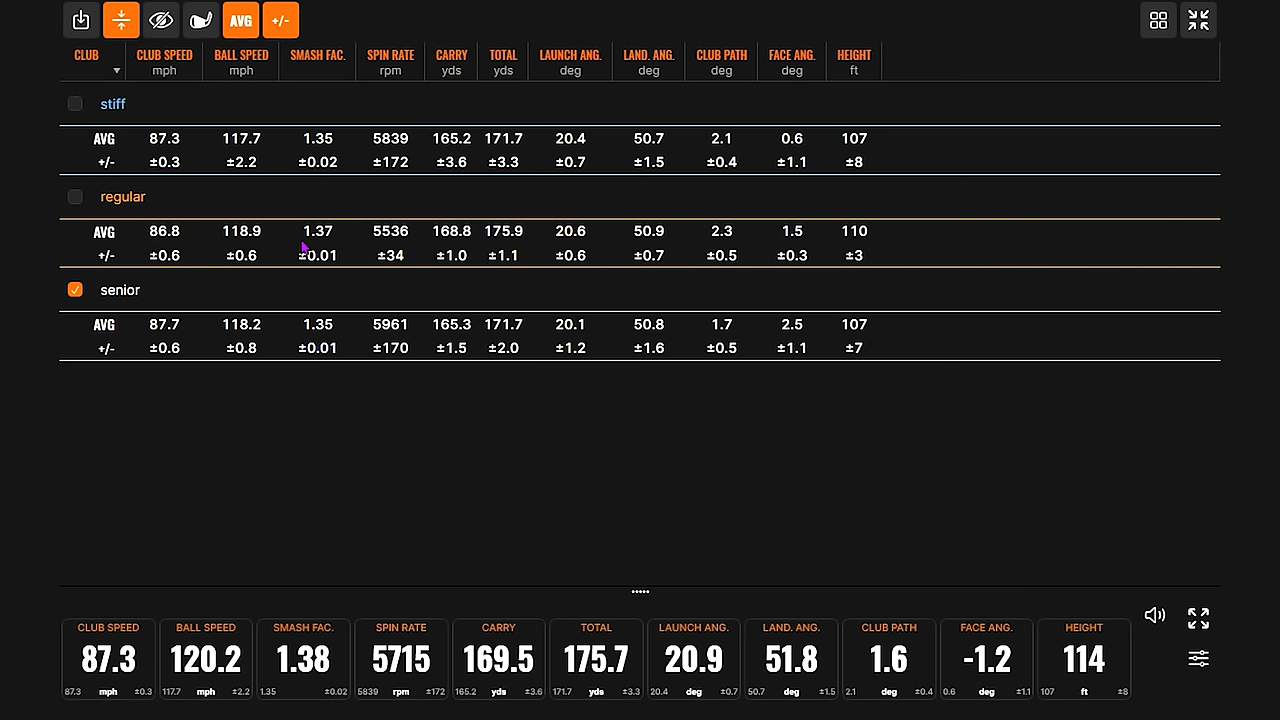 AVG +/-
CLUB CLUB SPEED BALL SPEED SMASH FAC. SPIN RATE CARRY TOTAL LAUNCH ANG. LAND. ANG. CLUB PATH FACE ANG. HEIGHT
mph mph rpm yds yds deg deg deg deg ft
stiff
AVG 87.3 117.7 1.35 5839 165.2 171.7 20.4 50.7 2.1 0.6 107
+/- ±0.3 ±2.2 ±0.02 ±172 ±3.6 ±3.3 ±0.7 ±1.5 ±0.4 ±1.1 ±8
regular
AVG 86.8 118.9 1.37 5536 168.8 175.9 20.6 50.9 2.3 1.5 110
+/- ±0.6 ±0.6 ±0.01 ±34 ±1.0 ±1.1 ±0.6 ±0.7 ±0.5 ±0.3 ±3
senior
AVG 87.7 118.2 1.35 5961 165.3 171.7 20.1 50.8 1.7 2.5 107
+/- ±0.6 ±0.8 ±0.01 ±170 ±1.5 ±2.0 ±1.2 ±1.6 ±0.5 ±1.1 ±7
CLUB SPEED BALL SPEED SMASH FAC. SPIN RATE CARRY TOTAL LAUNCH ANG. LAND. ANG. CLUB PATH FACE ANG. HEIGHT
87.3 120.2 1.38 5715 169.5 175.7 20.9 51.8 1.6 -1.2 114
87.3 mph ±0.3 117.7 mph ±2.2 1.35 ±0.02 5839 rpm ±172 165.2 yds ±3.6 171.7 yds ±3.3 20.4 deg ±0.7 50.7 deg ±1.5 2.1 deg ±0.4 0.6 deg ±1.1 107 ft ±8